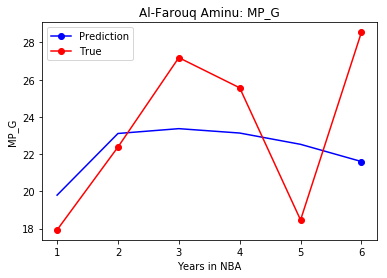 Al-Farouq Aminu: MP_G
Prediction
True
MP_G
28
26
24
22
20
18
1 2 3 4 5 6
Years in NBA